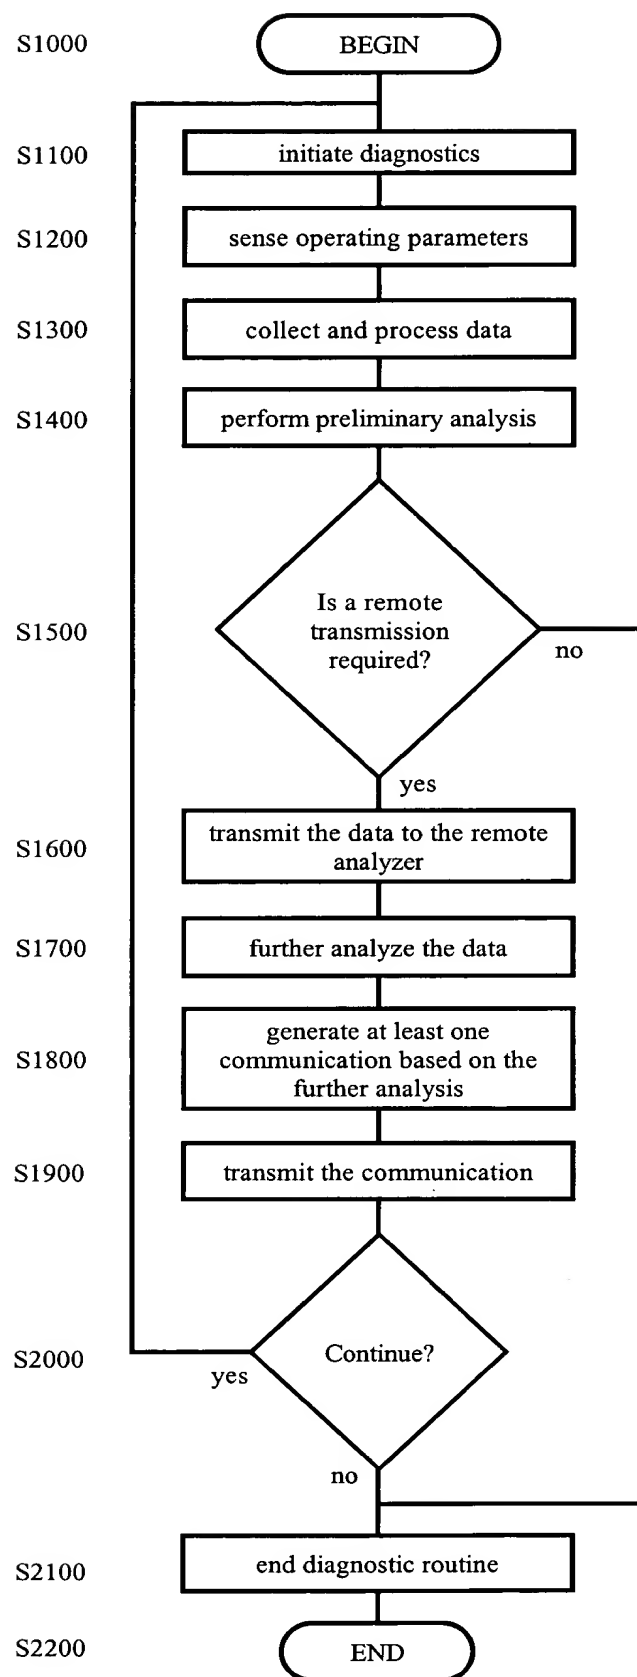 S1000
BEGIN
S1100
initiate diagnostics
S1200
sense operating parameters
S1300
collect and process data
S1400
perform preliminary analysis
S1500
Is a remote
transmission
required?
no
yes
S1600
transmit the data to the remote
analyzer
S1700
further analyze the data
S1800
generate at least one
communication based on the
further analysis
S1900
transmit the communication
S2000
Continue?
yes
no
S2100
end diagnostic routine
S2200
END